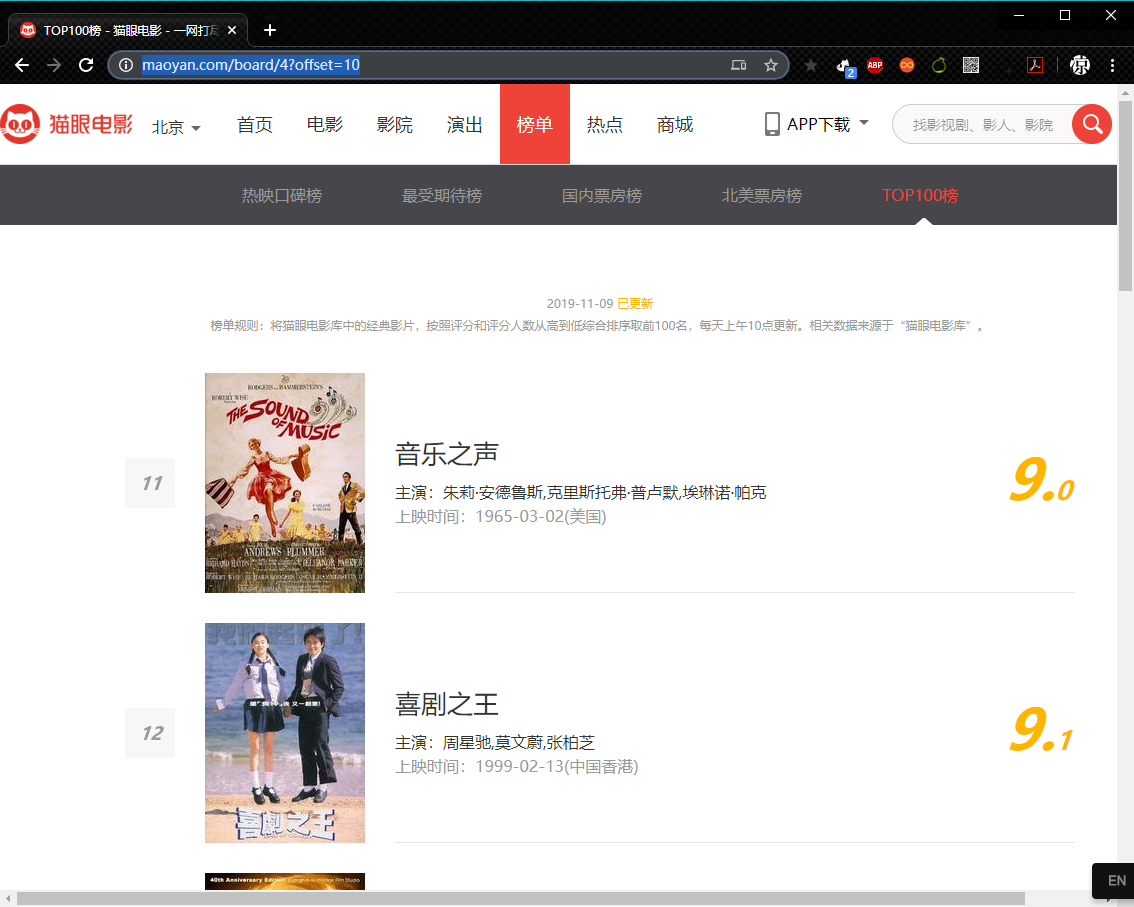 TOP100榜 - 猫眼电影 - 一网打尽
maoyan.com/board/4?offset=10
2
ABP
猫眼电影
北京
首页
电影
影院
演出
榜单
热点
商城
APP下载
找影视剧、影人、影院
热映口碑榜
最受期待榜
国内票房榜
北美票房榜
TOP100榜
2019-11-09 已更新
榜单规则：将猫眼电影库中的经典影片，按照评分和评分人数从高到低综合排序取前100名，每天上午10点更新。相关数据来源于“猫眼电影库”。
11
RODGERS and HAMMERSTEIN'S
ROBERT WISE
THE SOUND OF MUSIC
ANDREWS PLUMMER
RICHARD HAYDN ELEANOR PARKER
音乐之声
主演：朱莉·安德鲁斯,克里斯托弗·普卢默,埃琳诺·帕克
上映时间：1965-03-02(美国)
9.0
12
喜劇之王
喜剧之王
主演：周星驰,莫文蔚,张柏芝
上映时间：1999-02-13(中国香港)
9.1
40th Anniversary Edition Shanghai Animation Film Studio
EN